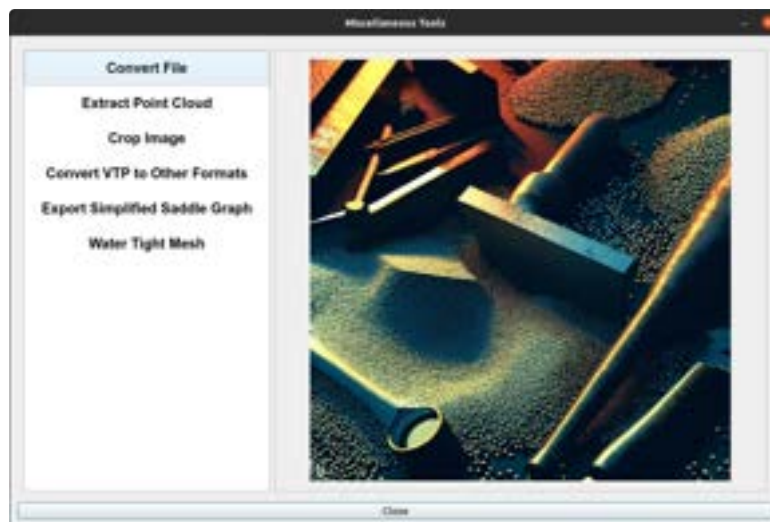 Miscellaneous Tools
Convert File
Extract Point Cloud
Crop Image
Convert VTP to Other Formats
Export Simplified Saddle Graph
Water Tight Mesh
Close